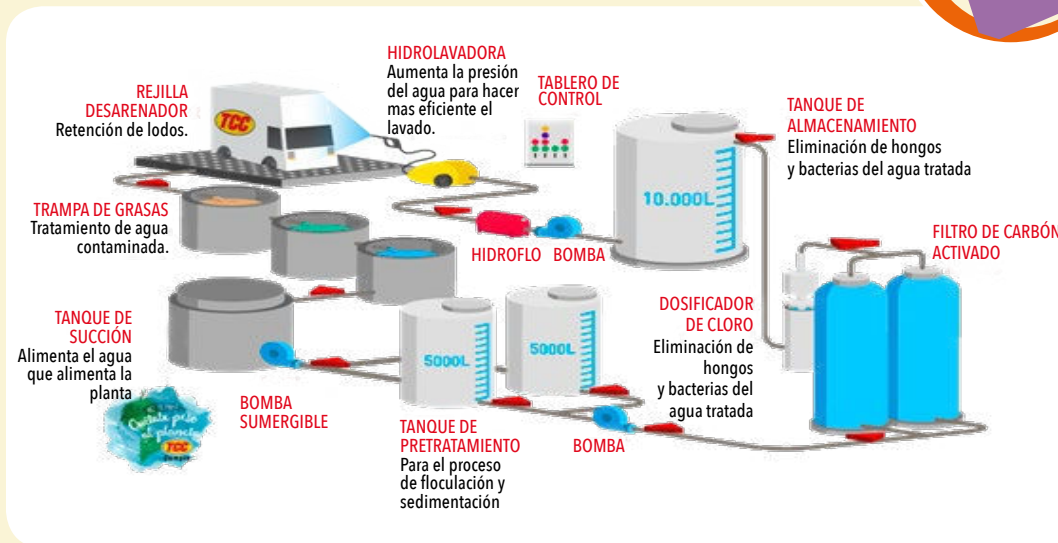 HIDROLAVADORA
Aumenta la presión
del agua para hacer
mas eficiente el
lavado.
TABLERO DE
CONTROL
REJILLA
DESARENADOR
Retención de lodos.
TCC
TANQUE DE
ALMACENAMIENTO
Eliminación de hongos
y bacterias del agua tratada
10.000L
TRAMPA DE GRASAS
Tratamiento de agua
contaminada.
HIDROFLO
BOMBA
FILTRO DE CARBÓN
ACTIVADO
TANQUE DE
SUCCIÓN
Alimenta el agua
que alimenta la
planta
DOSIFICADOR
DE CLORO
Eliminación de
hongos
y bacterias del
agua tratada
5000L
5000L
BOMBA
SUMERGIBLE
TANQUE DE
PRETRATAMIENTO
Para el proceso
de floculación y
sedimentación
BOMBA
el planeta
TCC